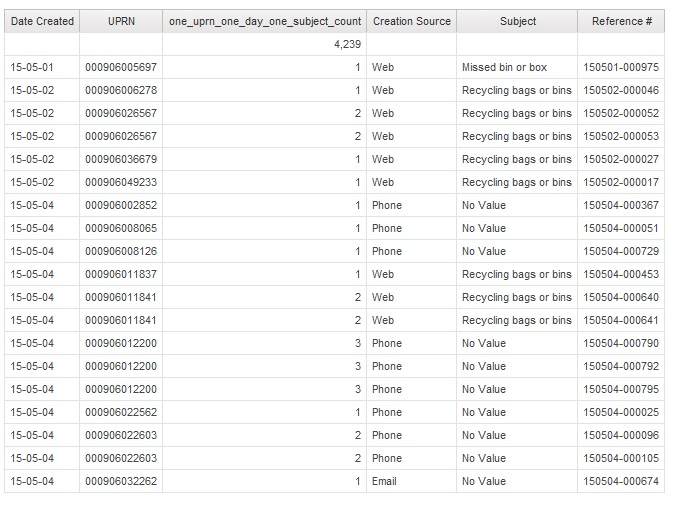 Date Created UPRN one_uprn_one_day_one_subject_count Creation Source Subject Reference #
4,239
15-05-01 000906005697 1 Web Missed bin or box 150501-000975
15-05-02 000906006278 1 Web Recycling bags or bins 150502-000046
15-05-02 000906026567 2 Web Recycling bags or bins 150502-000052
15-05-02 000906026567 2 Web Recycling bags or bins 150502-000053
15-05-02 000906036679 1 Web Recycling bags or bins 150502-000027
15-05-02 000906049233 1 Web Recycling bags or bins 150502-000017
15-05-04 000906002852 1 Phone No Value 150504-000367
15-05-04 000906008065 1 Phone No Value 150504-000051
15-05-04 000906008126 1 Phone No Value 150504-000729
15-05-04 000906011837 1 Web Recycling bags or bins 150504-000453
15-05-04 000906011841 2 Web Recycling bags or bins 150504-000640
15-05-04 000906011841 2 Web Recycling bags or bins 150504-000641
15-05-04 000906012200 3 Phone No Value 150504-000790
15-05-04 000906012200 3 Phone No Value 150504-000792
15-05-04 000906012200 3 Phone No Value 150504-000795
15-05-04 000906022562 1 Phone No Value 150504-000025
15-05-04 000906022603 2 Phone No Value 150504-000096
15-05-04 000906022603 2 Phone No Value 150504-000105
15-05-04 000906032262 1 Email No Value 150504-000674